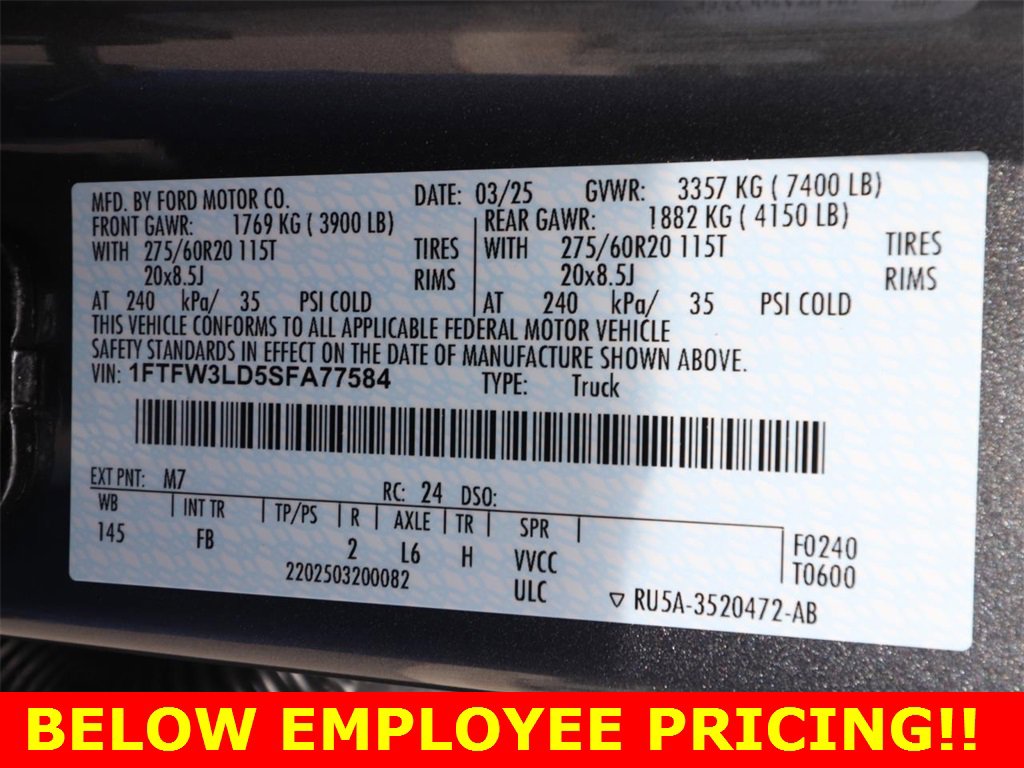 MFD. BY FORD MOTOR CO. DATE: 03/25 GVWR: 3357 KG ( 7400 LB)
FRONT GAWR: 1769 KG ( 3900 LB) REAR GAWR: 1882 KG ( 4150 LB)
WITH 275/60R20 115T TIRES WITH 275/60R20 115T TIRES
20x8.5J RIMS 20x8.5J RIMS
AT 240 kPa/ 35 PSI COLD AT 240 kPa/ 35 PSI COLD
THIS VEHICLE CONFORMS TO ALL APPLICABLE FEDERAL MOTOR VEHICLE
SAFETY STANDARDS IN EFFECT ON THE DATE OF MANUFACTURE SHOWN ABOVE.
VIN: 1FTFW3LD5SFA77584 TYPE: Truck
EXT PNT: M7 RC: 24 DSO:
WB INT TR TP/PS R AXLE TR SPR
145 FB 2 L6 H VVCC F0240
2202503200082 ULC T0600
RU5A-3520472-AB
BELOW EMPLOYEE PRICING!!